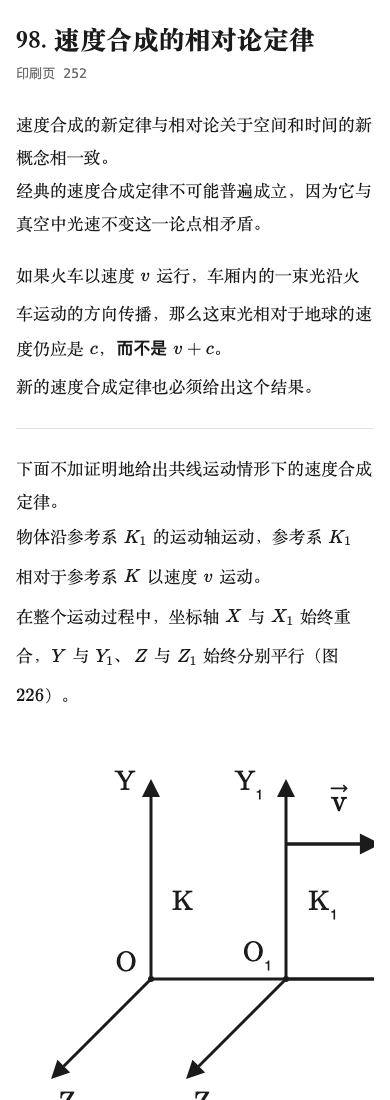 98. 速度合成的相对论定律
印刷页 252
速度合成的新定律与相对论关于空间和时间的新
概念相一致。
经典的速度合成定律不可能普遍成立，因为它与
真空中光速不变这一论点相矛盾。
如果火车以速度 v 运行，车厢内的一束光沿火
车运动的方向传播，那么这束光相对于地球的速
度仍应是 c，而不是 v + c。
新的速度合成定律也必须给出这个结果。
下面不加证明地给出共线运动情形下的速度合成
定律。
物体沿参考系 K₁ 的运动轴运动，参考系 K₁
相对于参考系 K 以速度 v 运动。
在整个运动过程中，坐标轴 X 与 X₁ 始终重
合，Y 与 Y₁、Z 与 Z₁ 始终分别平行（图
226）。
Y Y₁ v⃗
K K₁
O O₁
Z Z